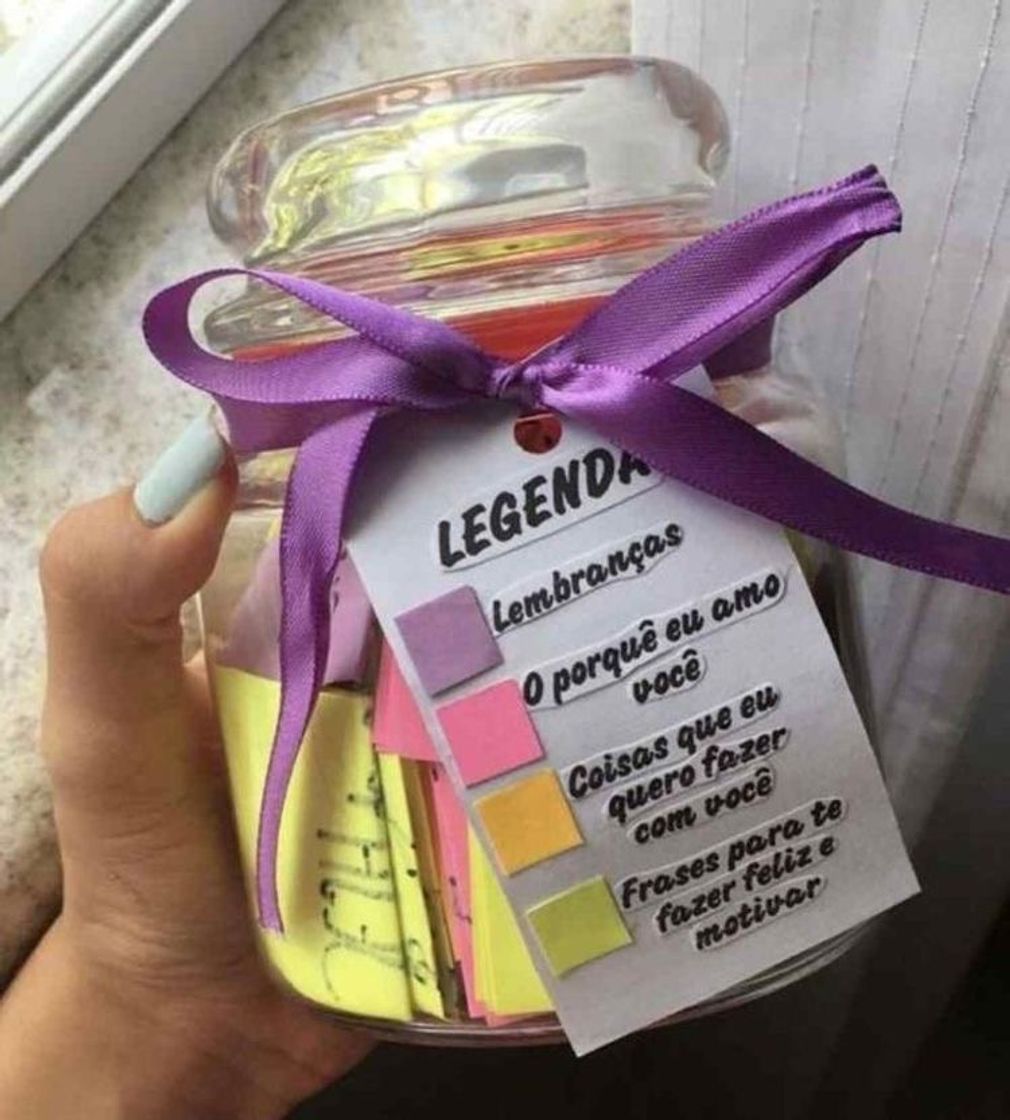 LEGENDA
Lembranças
O porquê eu amo
você
Coisas que eu
quero fazer
com você
Frases para te
fazer feliz e
motivar